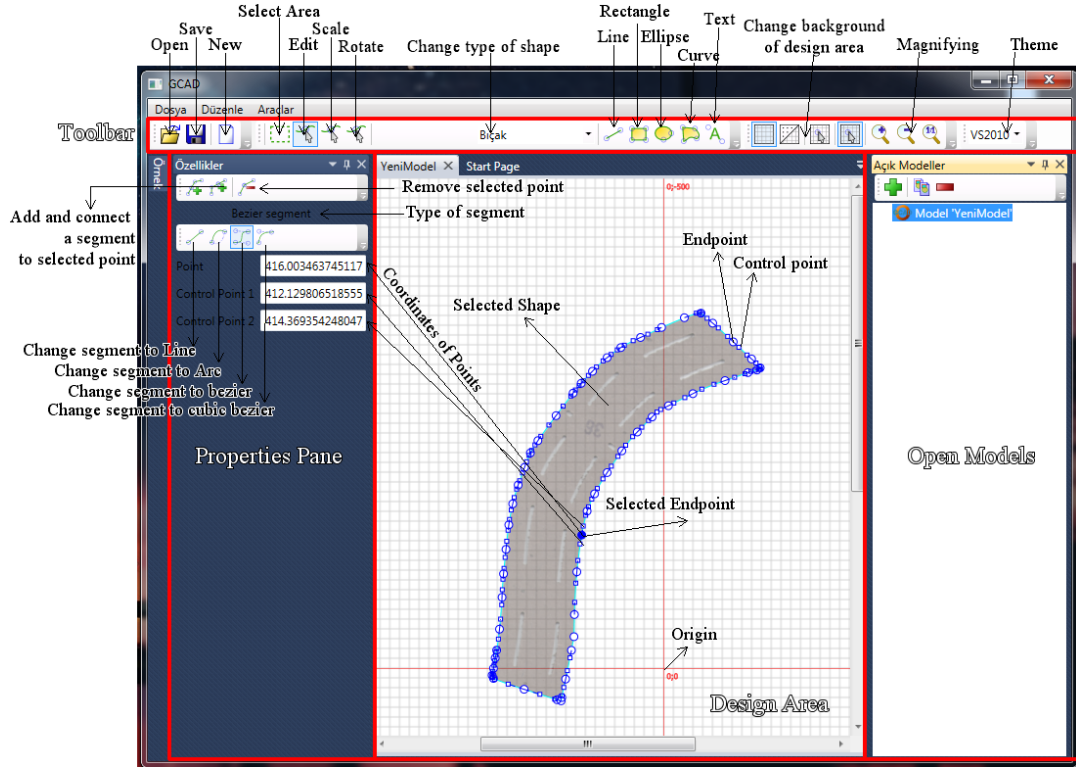 Select Area
Rectangle
Text
Save
Scale
Line
Ellipse
Change background
of design area
Open
New
Edit
Rotate
Change type of shape
Curve
Magnifying
Theme
GCAD
Dosya Düzenle Araçlar
Toolbar
Bıçak
A
1:1
VS2010
Örnek
Özellikler
YeniModel
Start Page
Açık Modeller
Remove selected point
0;-500
Model 'YeniModel'
Add and connect
a segment
to selected point
Bezier segment
Type of segment
Point
416.003463745117
Control Point 1
412.129806518555
Control Point 2
414.369354248047
Coordinates of Points
Endpoint
Control point
Selected Shape
Change segment to Line
Change segment to Arc
Change segment to bezier
Change segment to cubic bezier
Properties Pane
Open Models
Selected Endpoint
Origin
0;0
Design Area